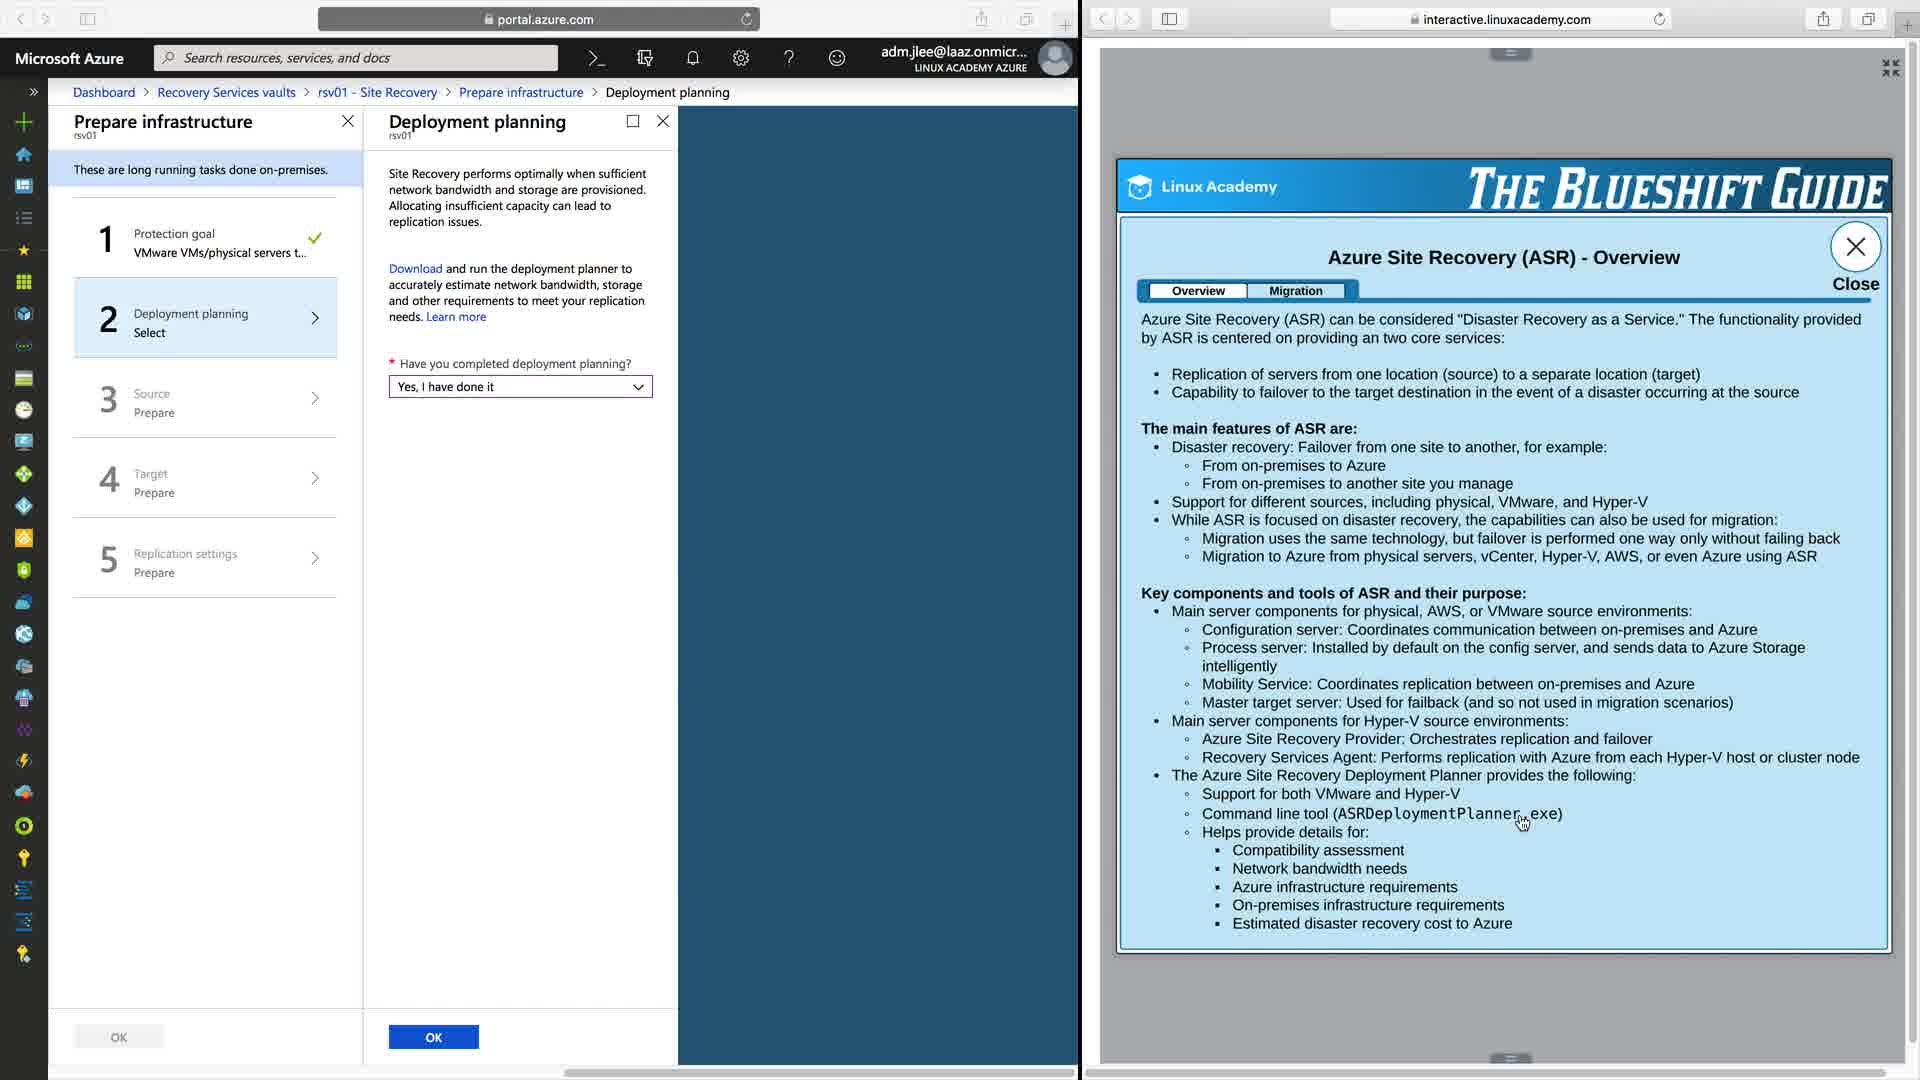 portal.azure.com
Microsoft Azure
Search resources, services, and docs
adm.jlee@laaz.onmicr...
LINUX ACADEMY AZURE
Dashboard > Recovery Services vaults > rsv01 - Site Recovery > Prepare infrastructure > Deployment planning
Prepare infrastructure
rsv01
These are long running tasks done on-premises.
1
Protection goal
VMware VMs/physical servers t...
2
Deployment planning
Select
3
Source
Prepare
4
Target
Prepare
5
Replication settings
Prepare
OK
Deployment planning
rsv01
Site Recovery performs optimally when sufficient
network bandwidth and storage are provisioned.
Allocating insufficient capacity can lead to
replication issues.
Download and run the deployment planner to
accurately estimate network bandwidth, storage
and other requirements to meet your replication
needs. Learn more
* Have you completed deployment planning?
Yes, I have done it
OK
interactive.linuxacademy.com
Linux Academy
THE BLUESHIFT GUIDE
Azure Site Recovery (ASR) - Overview
Close
Overview
Migration
Azure Site Recovery (ASR) can be considered "Disaster Recovery as a Service." The functionality provided
by ASR is centered on providing an two core services:
• Replication of servers from one location (source) to a separate location (target)
• Capability to failover to the target destination in the event of a disaster occurring at the source
The main features of ASR are:
• Disaster recovery: Failover from one site to another, for example:
◦ From on-premises to Azure
◦ From on-premises to another site you manage
• Support for different sources, including physical, VMware, and Hyper-V
• While ASR is focused on disaster recovery, the capabilities can also be used for migration:
◦ Migration uses the same technology, but failover is performed one way only without failing back
◦ Migration to Azure from physical servers, vCenter, Hyper-V, AWS, or even Azure using ASR
Key components and tools of ASR and their purpose:
• Main server components for physical, AWS, or VMware source environments:
◦ Configuration server: Coordinates communication between on-premises and Azure
◦ Process server: Installed by default on the config server, and sends data to Azure Storage
intelligently
◦ Mobility Service: Coordinates replication between on-premises and Azure
◦ Master target server: Used for failback (and so not used in migration scenarios)
• Main server components for Hyper-V source environments:
◦ Azure Site Recovery Provider: Orchestrates replication and failover
◦ Recovery Services Agent: Performs replication with Azure from each Hyper-V host or cluster node
• The Azure Site Recovery Deployment Planner provides the following:
◦ Support for both VMware and Hyper-V
◦ Command line tool (ASRDeploymentPlanner.exe)
◦ Helps provide details for:
▪ Compatibility assessment
▪ Network bandwidth needs
▪ Azure infrastructure requirements
▪ On-premises infrastructure requirements
▪ Estimated disaster recovery cost to Azure